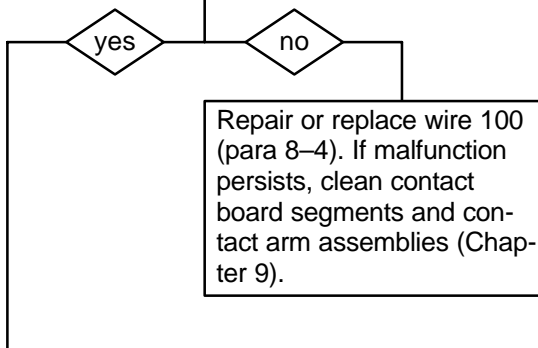 yes no
Repair or replace wire 100
(para 8–4). If malfunction
persists, clean contact
board segments and con-
tact arm assemblies (Chap-
ter 9).